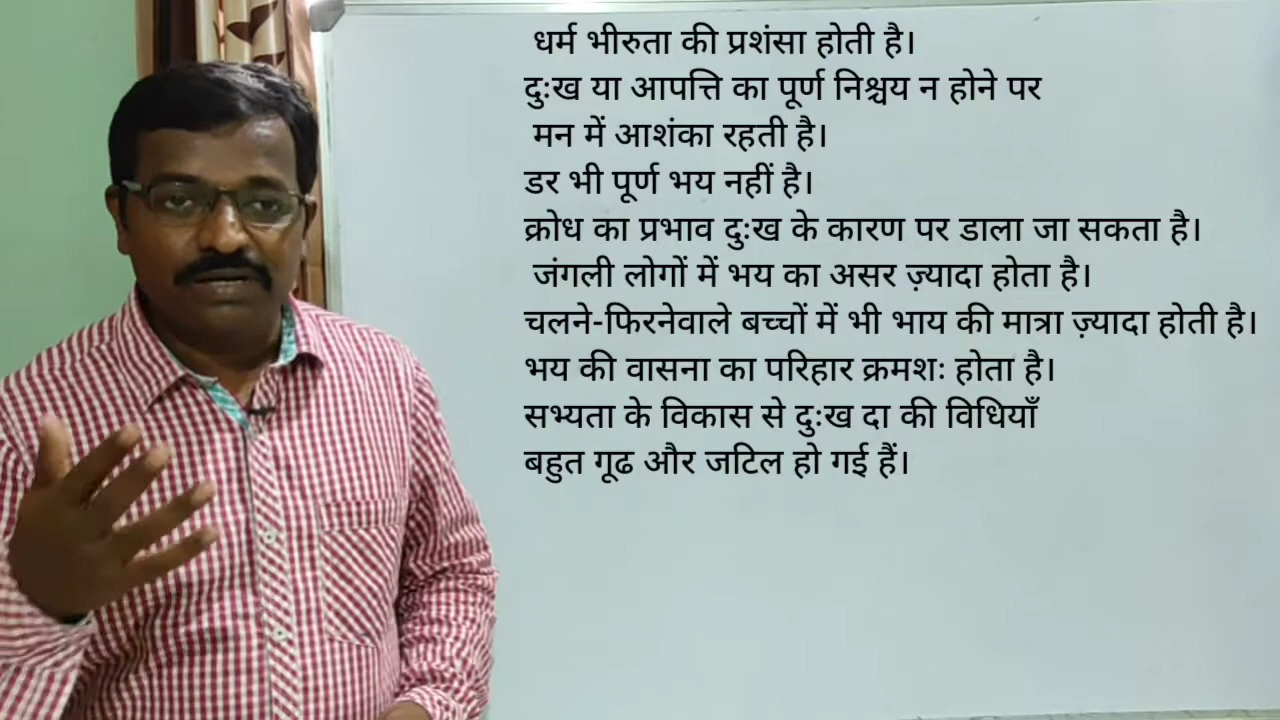 धर्म भीरुता की प्रशंसा होती है।
दुःख या आपत्ति का पूर्ण निश्चय न होने पर
मन में आशंका रहती है।
डर भी पूर्ण भय नहीं है।
क्रोध का प्रभाव दुःख के कारण पर डाला जा सकता है।
जंगली लोगों में भय का असर ज़्यादा होता है।
चलने-फिरनेवाले बच्चों में भी भाय की मात्रा ज़्यादा होती है।
भय की वासना का परिहार क्रमशः होता है।
सभ्यता के विकास से दुःख दा की विधियाँ
बहुत गूढ और जटिल हो गई हैं।